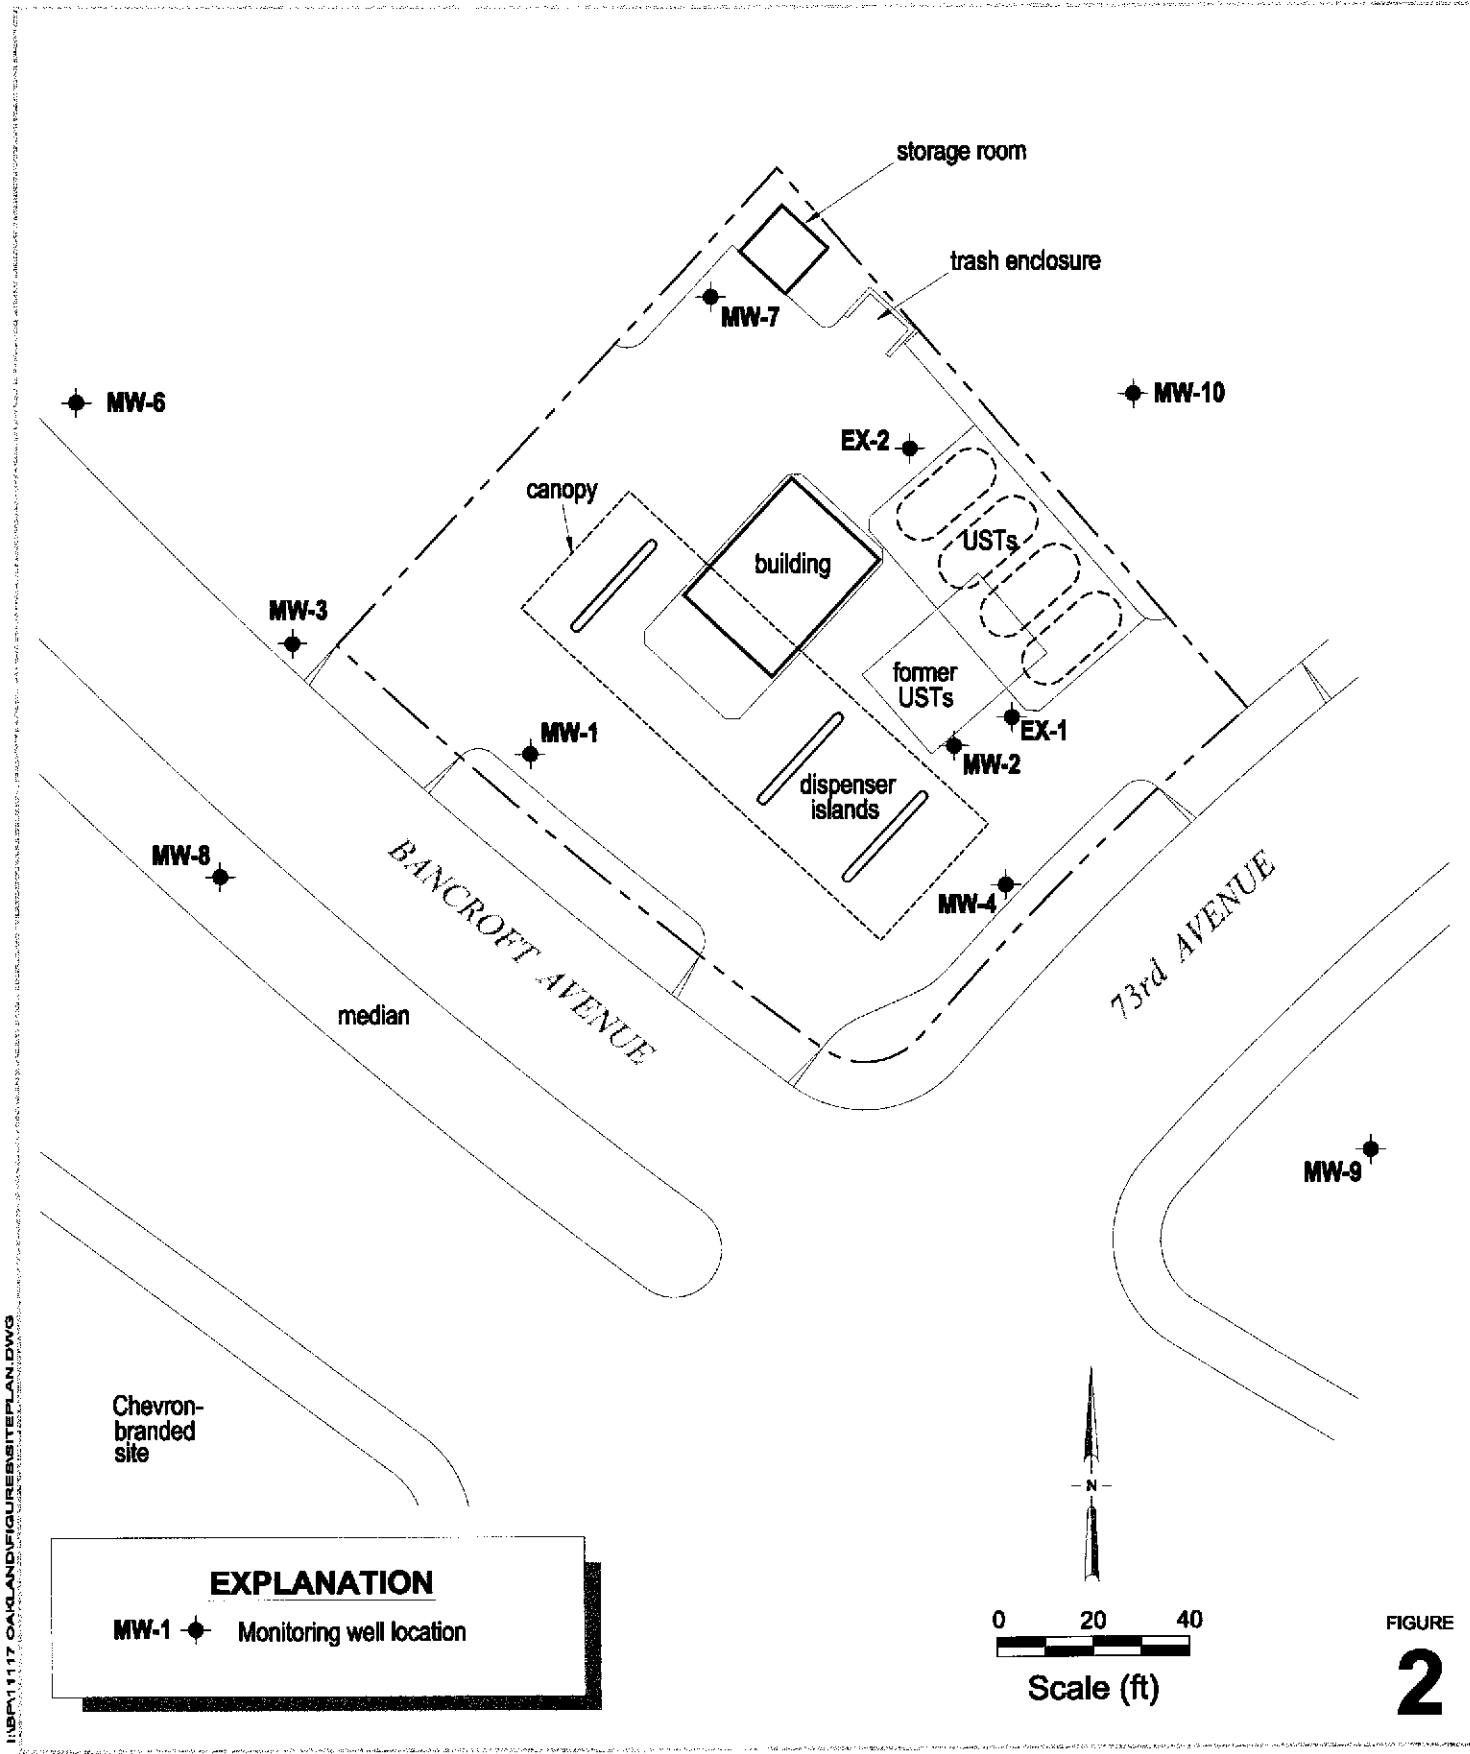 storage room
trash enclosure
MW-7
MW-6
MW-10
EX-2
canopy
USTs
building
MW-3
former
USTs
EX-1
MW-1
MW-2
dispenser
islands
MW-8
MW-4
BANCROFT AVENUE
73rd AVENUE
median
MW-9
Chevron-
branded
site
N
EXPLANATION
MW-1 Monitoring well location
0 20 40
Scale (ft)
FIGURE
2
I:\BP\11117 OAKLAND\FIGURES\SITEPLAN.DWG